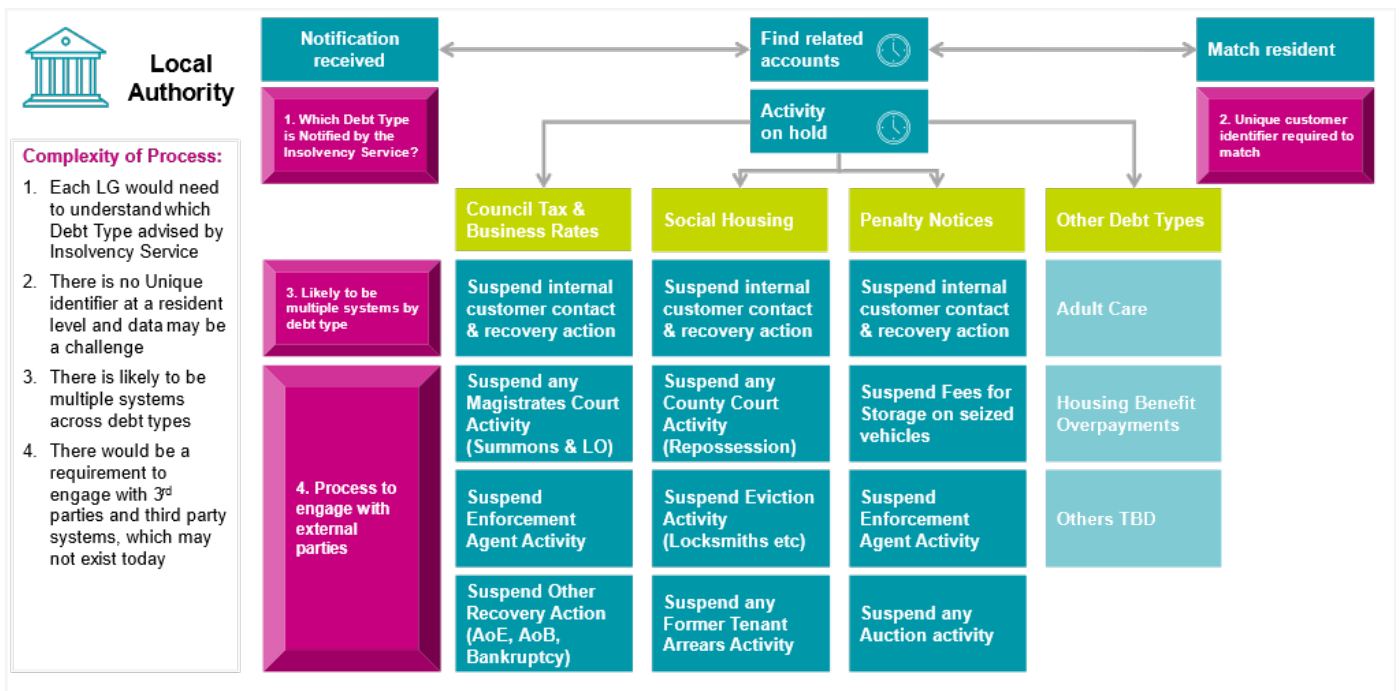 Local
Authority
Complexity of Process:
1. Each LG would need
to understand which
Debt Type advised by
Insolvency Service
2. There is no Unique
identifier at a resident
level and data may be
a challenge
3. There is likely to be
multiple systems
across debt types
4. There would be a
requirement to
engage with 3rd
parties and third party
systems, which may
not exist today
Notification
received
Find related
accounts
Match resident
1. Which Debt Type
is Notified by the
Insolvency Service?
Activity
on hold
2. Unique customer
identifier required to
match
Council Tax &
Business Rates
Social Housing
Penalty Notices
Other Debt Types
3. Likely to be
multiple systems by
debt type
Suspend internal
customer contact
& recovery action
Suspend internal
customer contact
& recovery action
Suspend internal
customer contact
& recovery action
Adult Care
4. Process to
engage with
external
parties
Suspend any
Magistrates Court
Activity
(Summons & LO)
Suspend any
County Court
Activity
(Repossession)
Suspend Fees for
Storage on seized
vehicles
Housing Benefit
Overpayments
Suspend
Enforcement
Agent Activity
Suspend Eviction
Activity
(Locksmiths etc)
Suspend
Enforcement
Agent Activity
Others TBD
Suspend Other
Recovery Action
(AoE, AoB,
Bankruptcy)
Suspend any
Former Tenant
Arrears Activity
Suspend any
Auction activity